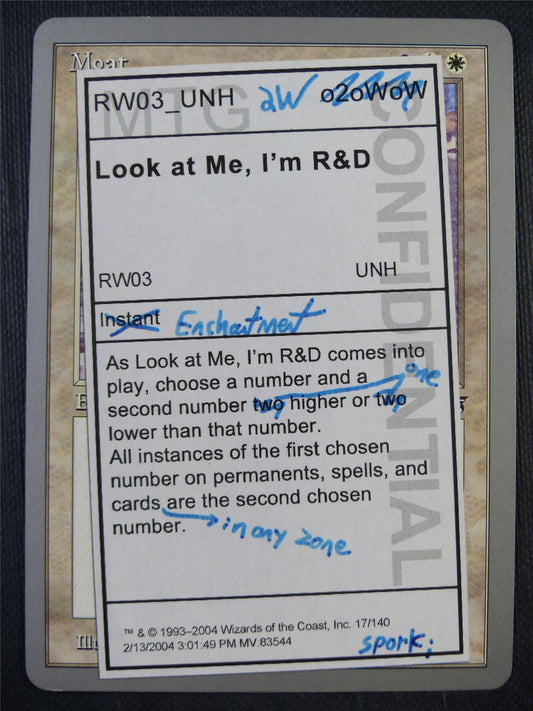 Moat
MTG
CONFIDENTIAL
RW03_UNH 2W o2oWoW
Look at Me, I'm R&D
RW03 UNH
Instant Enchantment
As Look at Me, I'm R&D comes into
play, choose a number and a one
second number two higher or two
lower than that number.
All instances of the first chosen
number on permanents, spells, and
cards are the second chosen
number. in any zone
™ & © 1993–2004 Wizards of the Coast, Inc. 17/140
2/13/2004 3:01:49 PM MV:83544
spork;